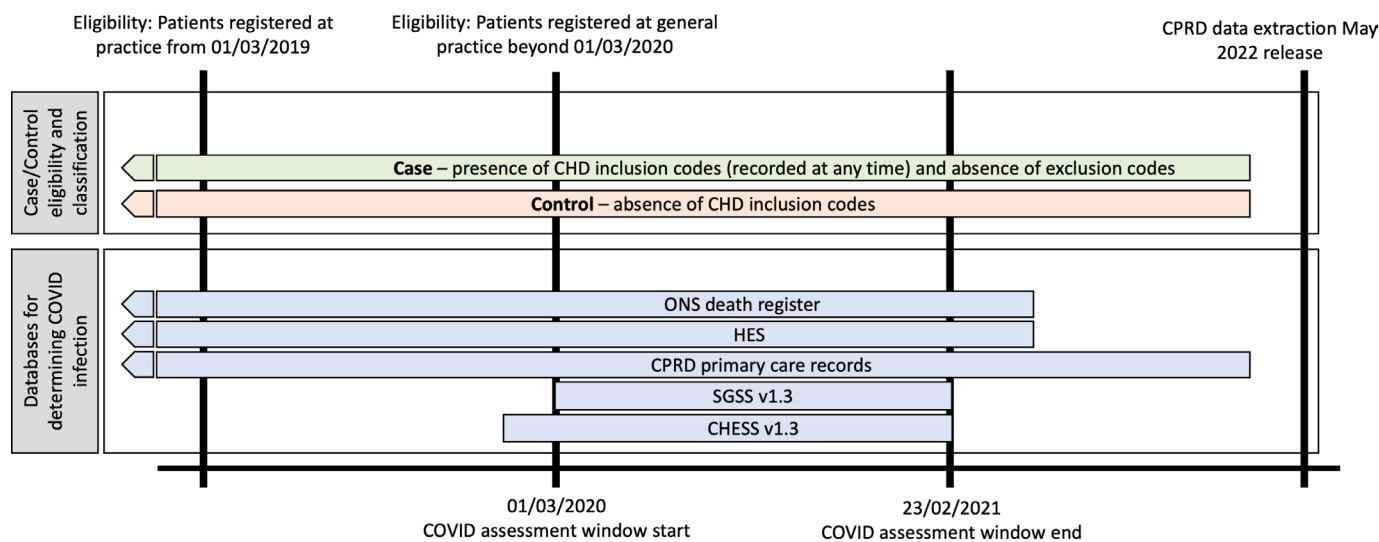 Eligibility: Patients registered at
practice from 01/03/2019
Eligibility: Patients registered at general
practice beyond 01/03/2020
CPRD data extraction May
2022 release
Case/Control
eligibility and
classification
Case – presence of CHD inclusion codes (recorded at any time) and absence of exclusion codes
Control – absence of CHD inclusion codes
Databases for
determining COVID
infection
ONS death register
HES
CPRD primary care records
SGSS v1.3
CHESS v1.3
01/03/2020
COVID assessment window start
23/02/2021
COVID assessment window end